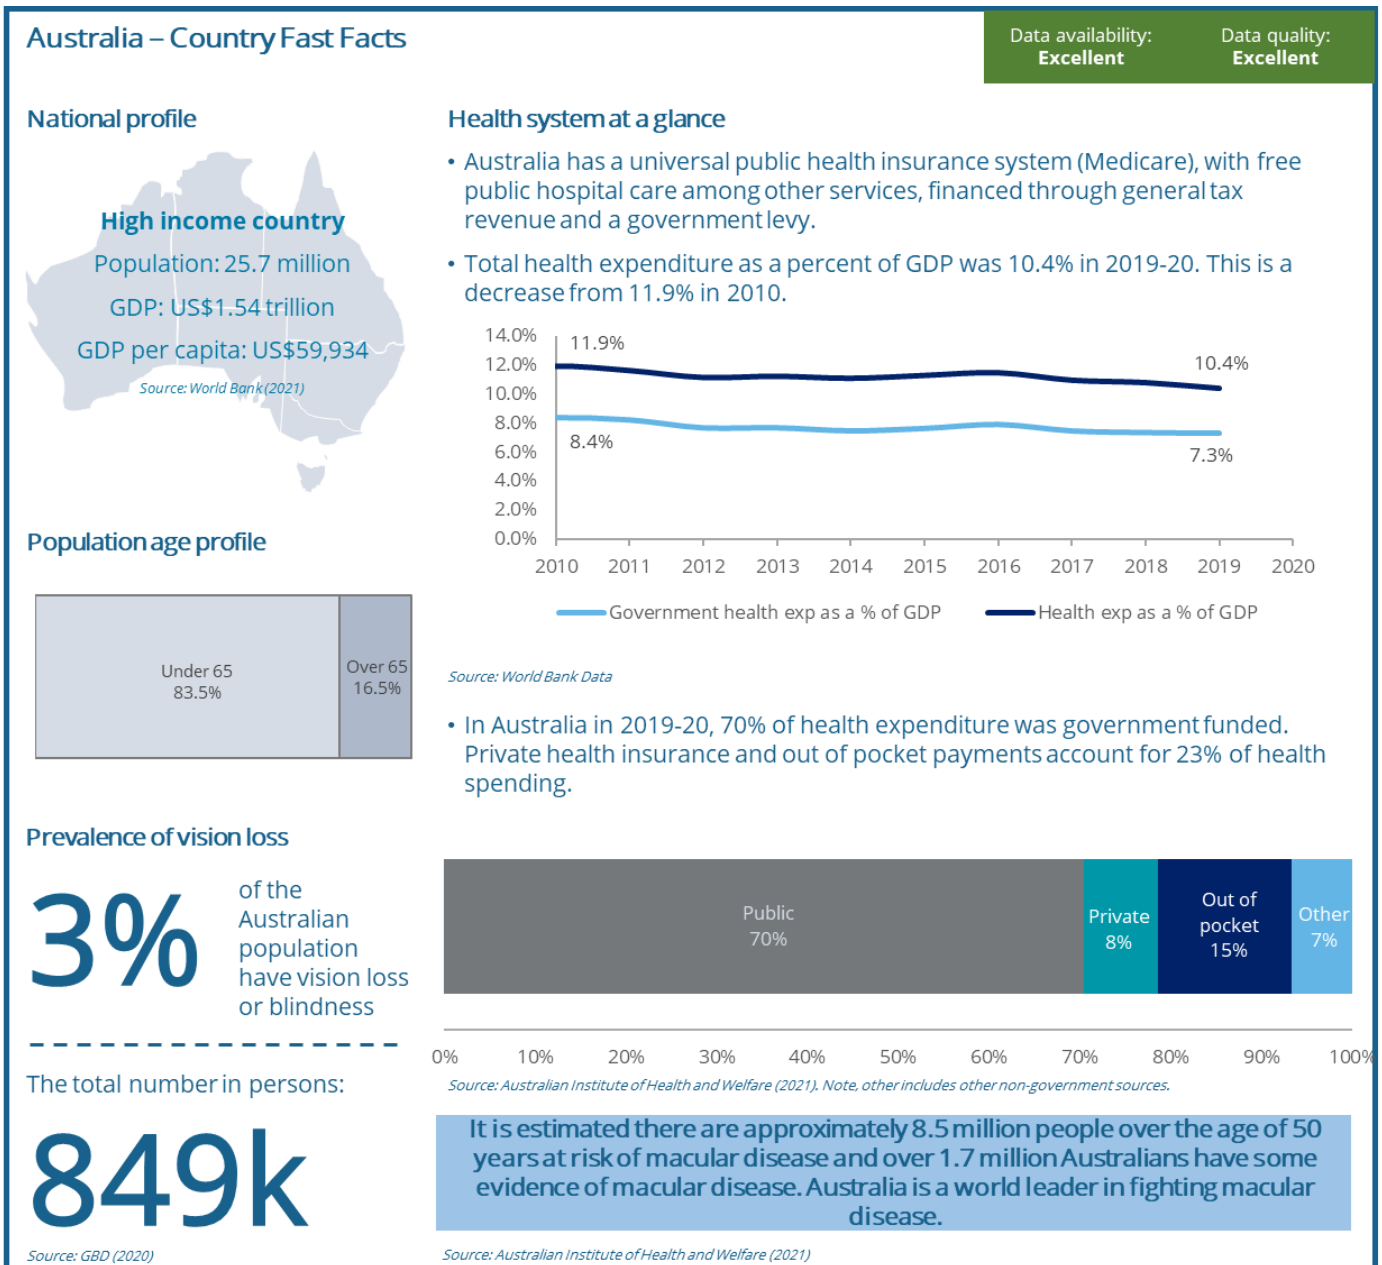 Australia – Country Fast Facts
Data availability:
Excellent
Data quality:
Excellent
National profile
High income country
Population: 25.7 million
GDP: US$1.54 trillion
GDP per capita: US$59,934
Source: World Bank (2021)
Population age profile
Under 65
83.5%
Over 65
16.5%
Prevalence of vision loss
3%
of the
Australian
population
have vision loss
or blindness
The total number in persons:
849k
Source: GBD (2020)
Health system at a glance
• Australia has a universal public health insurance system (Medicare), with free
public hospital care among other services, financed through general tax
revenue and a government levy.
• Total health expenditure as a percent of GDP was 10.4% in 2019-20. This is a
decrease from 11.9% in 2010.
14.0%
12.0%
10.0%
8.0%
6.0%
4.0%
2.0%
0.0%
11.9%
10.4%
8.4%
7.3%
2010 2011 2012 2013 2014 2015 2016 2017 2018 2019 2020
Government health exp as a % of GDP
Health exp as a % of GDP
Source: World Bank Data
• In Australia in 2019-20, 70% of health expenditure was government funded.
Private health insurance and out of pocket payments account for 23% of health
spending.
Public
70%
Private
8%
Out of
pocket
15%
Other
7%
0% 10% 20% 30% 40% 50% 60% 70% 80% 90% 100%
Source: Australian Institute of Health and Welfare (2021). Note, other includes other non-government sources.
It is estimated there are approximately 8.5 million people over the age of 50
years at risk of macular disease and over 1.7 million Australians have some
evidence of macular disease. Australia is a world leader in fighting macular
disease.
Source: Australian Institute of Health and Welfare (2021)